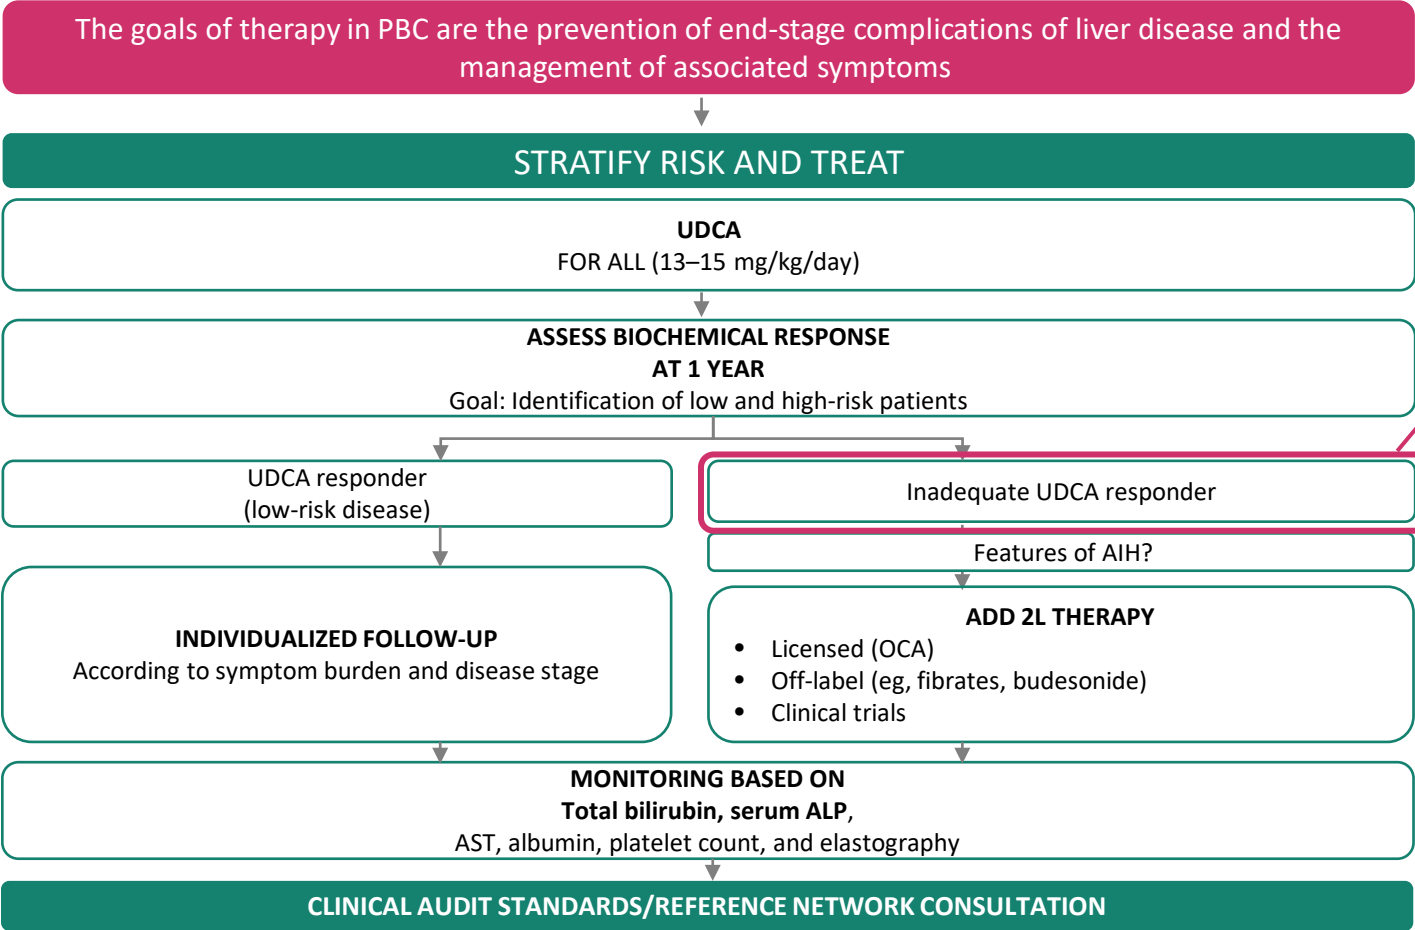 The goals of therapy in PBC are the prevention of end-stage complications of liver disease and the
management of associated symptoms
STRATIFY RISK AND TREAT
UDCA
FOR ALL (13–15 mg/kg/day)
ASSESS BIOCHEMICAL RESPONSE
AT 1 YEAR
Goal: Identification of low and high-risk patients
UDCA responder
(low-risk disease)
Inadequate UDCA responder
Features of AIH?
INDIVIDUALIZED FOLLOW-UP
According to symptom burden and disease stage
ADD 2L THERAPY
• Licensed (OCA)
• Off-label (eg, fibrates, budesonide)
• Clinical trials
MONITORING BASED ON
Total bilirubin, serum ALP,
AST, albumin, platelet count, and elastography
CLINICAL AUDIT STANDARDS/REFERENCE NETWORK CONSULTATION